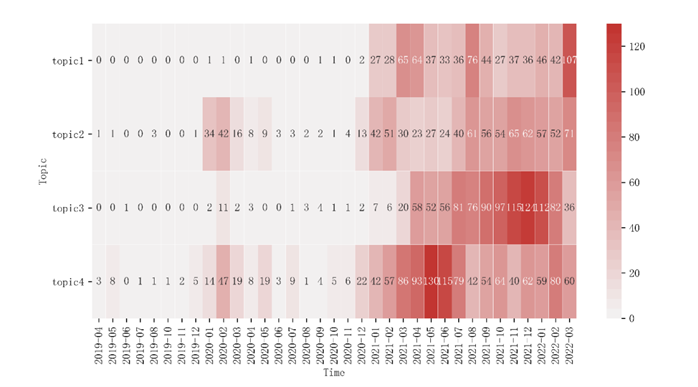 topic1 0 0 0 0 0 0 0 0 1 1 0 1 0 0 0 0 1 1 0 2 27 28 65 64 37 33 36 76 44 27 37 36 46 42 107
topic2 1 1 0 0 3 0 0 1 34 42 16 8 9 3 3 2 2 1 4 13 42 51 30 23 27 24 40 61 56 54 65 62 57 52 71
topic3 0 0 1 0 0 0 0 0 2 11 2 3 0 0 1 3 4 1 1 2 7 6 20 58 52 56 81 76 90 97 115 124 112 82 36
topic4 3 8 0 1 1 1 2 5 14 47 19 8 19 3 9 1 4 5 6 22 42 57 86 93 130 115 79 42 54 64 40 62 59 80 60
Topic
2019-04 2019-05 2019-06 2019-07 2019-08 2019-10 2019-11 2019-12 2020-01 2020-02 2020-03 2020-04 2020-05 2020-06 2020-07 2020-08 2020-09 2020-10 2020-11 2020-12 2021-01 2021-02 2021-03 2021-04 2021-05 2021-06 2021-07 2021-08 2021-09 2021-10 2021-11 2021-12 2022-01 2022-02 2022-03
Time
120
100
80
60
40
20
0